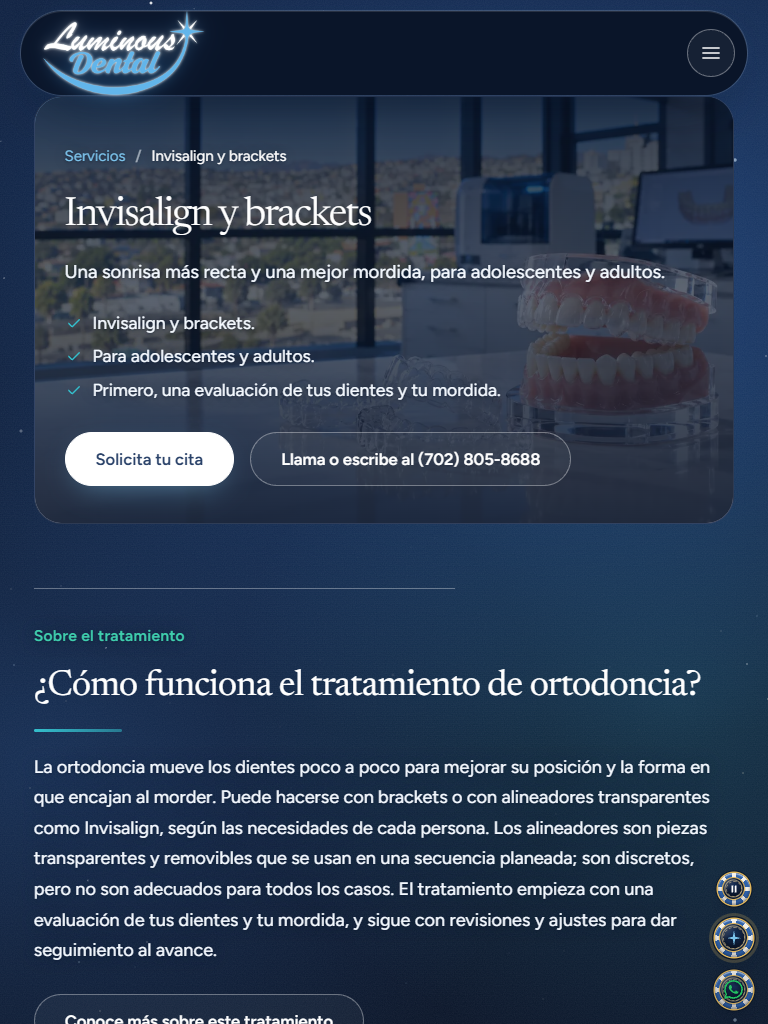 Luminous
Dental
Servicios / Invisalign y brackets
Invisalign y brackets
Una sonrisa más recta y una mejor mordida, para adolescentes y adultos.
Invisalign y brackets.
Para adolescentes y adultos.
Primero, una evaluación de tus dientes y tu mordida.
Solicita tu cita
Llama o escribe al (702) 805-8688
Sobre el tratamiento
¿Cómo funciona el tratamiento de ortodoncia?
La ortodoncia mueve los dientes poco a poco para mejorar su posición y la forma en
que encajan al morder. Puede hacerse con brackets o con alineadores transparentes
como Invisalign, según las necesidades de cada persona. Los alineadores son piezas
transparentes y removibles que se usan en una secuencia planeada; son discretos,
pero no son adecuados para todos los casos. El tratamiento empieza con una
evaluación de tus dientes y tu mordida, y sigue con revisiones y ajustes para dar
seguimiento al avance.
Conoce más sobre este tratamiento